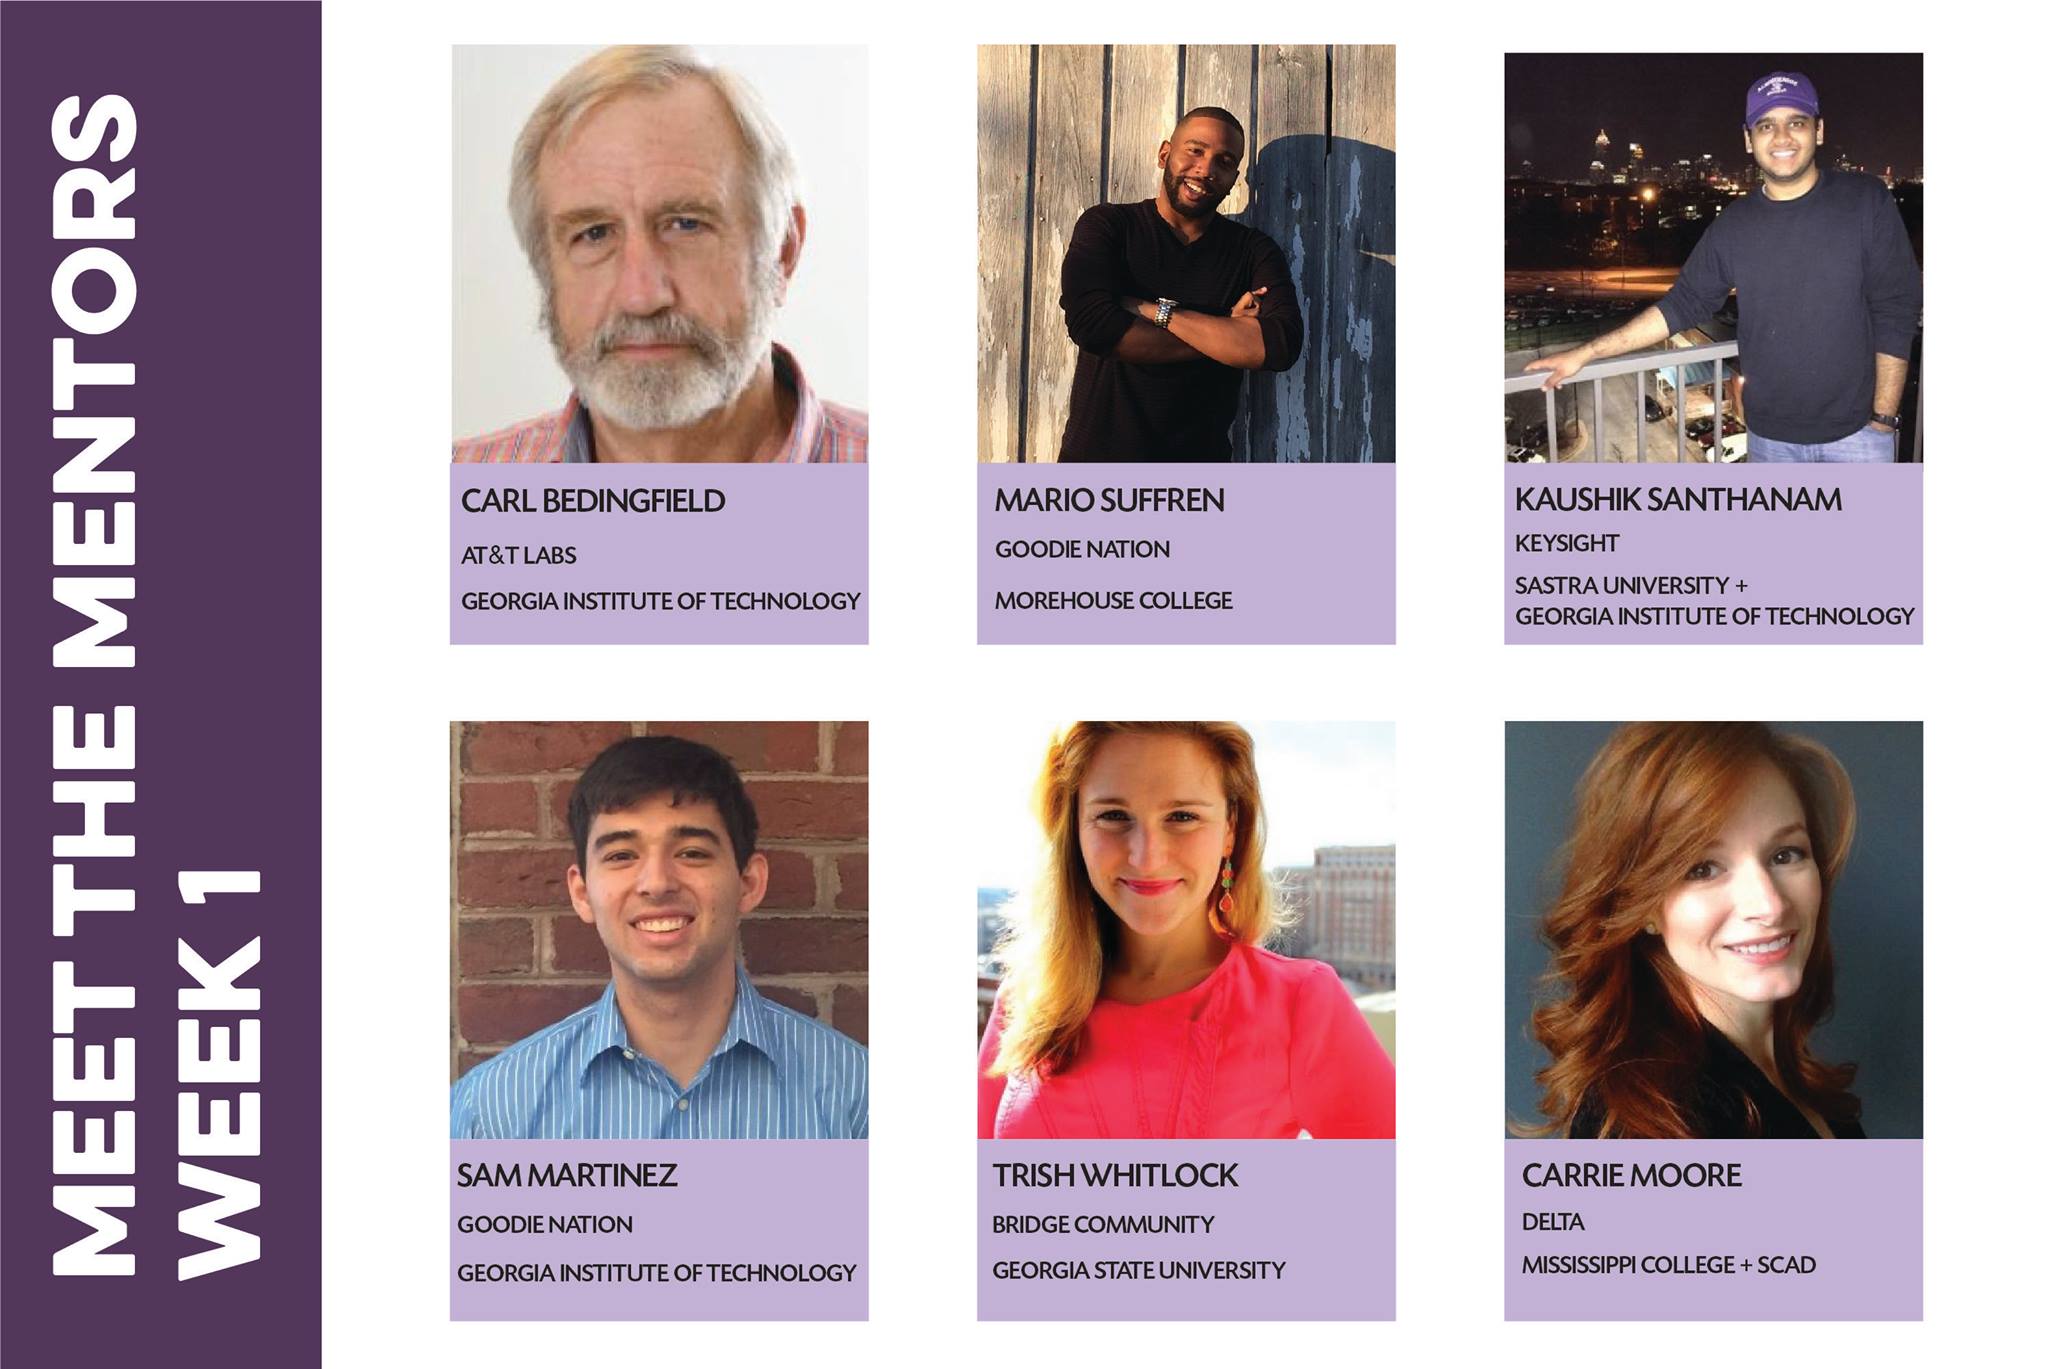 MEET THE MENTORS
WEEK 1
CARL BEDINGFIELD
AT&T LABS
GEORGIA INSTITUTE OF TECHNOLOGY
MARIO SUFFREN
GOODIE NATION
MOREHOUSE COLLEGE
KAUSHIK SANTHANAM
KEYSIGHT
SASTRA UNIVERSITY +
GEORGIA INSTITUTE OF TECHNOLOGY
SAM MARTINEZ
GOODIE NATION
GEORGIA INSTITUTE OF TECHNOLOGY
TRISH WHITLOCK
BRIDGE COMMUNITY
GEORGIA STATE UNIVERSITY
CARRIE MOORE
DELTA
MISSISSIPPI COLLEGE + SCAD